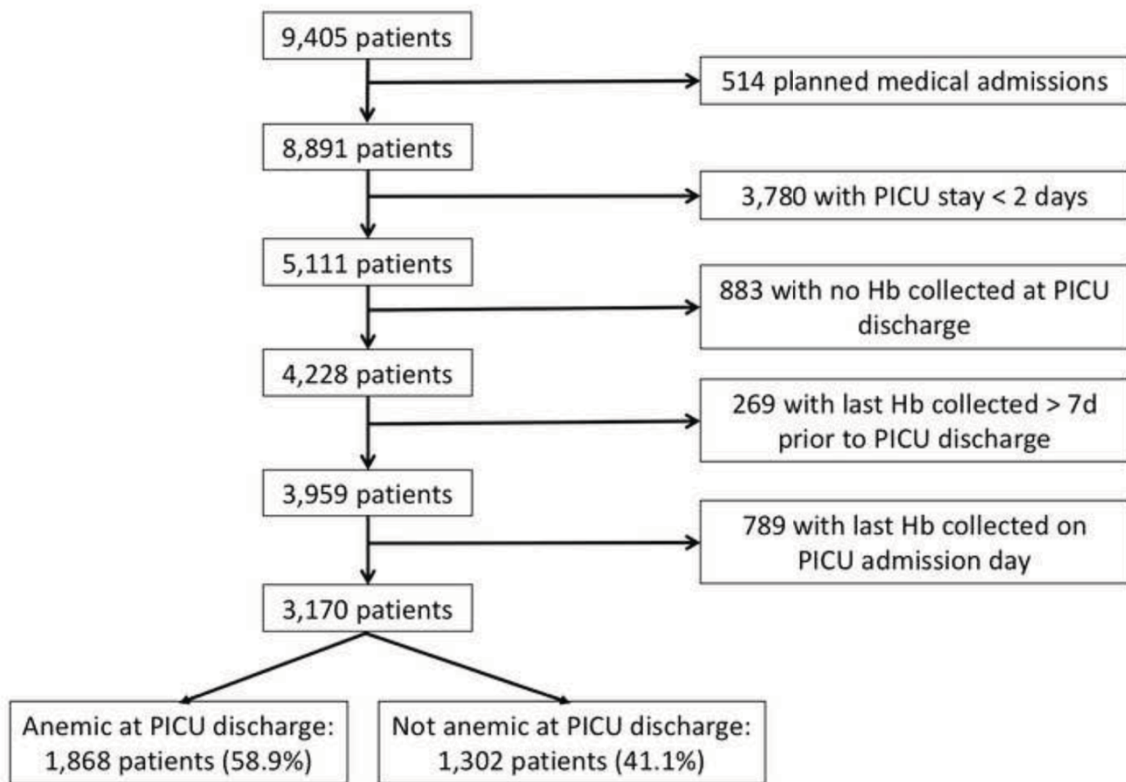 9,405 patients
514 planned medical admissions
8,891 patients
3,780 with PICU stay < 2 days
5,111 patients
883 with no Hb collected at PICU
discharge
4,228 patients
269 with last Hb collected > 7d
prior to PICU discharge
3,959 patients
789 with last Hb collected on
PICU admission day
3,170 patients
Anemic at PICU discharge:
1,868 patients (58.9%)
Not anemic at PICU discharge:
1,302 patients (41.1%)